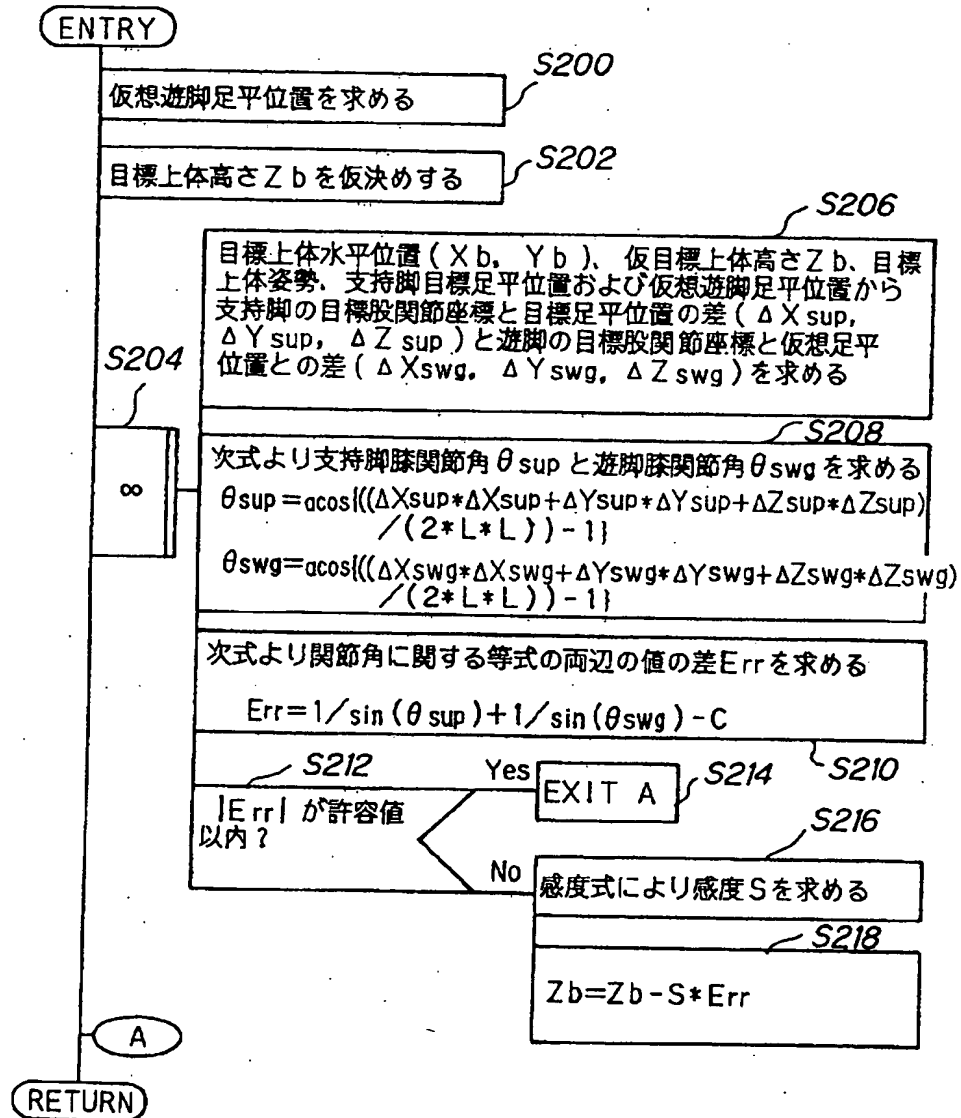 ENTRY
S200
仮想遊脚足平位置を求める
S202
目標上体高さZbを仮決めする
S206
目標上体水平位置(Xb, Yb)、仮目標上体高さZb、目標
上体姿勢、支持脚目標足平位置および仮想遊脚足平位置から
支持脚の目標股関節座標と目標足平位置の差(ΔXsup,
ΔYsup, ΔZsup)と遊脚の目標股関節座標と仮想足平
位置との差(ΔXswg, ΔYswg, ΔZswg)を求める
S204
∞
S208
次式より支持脚膝関節角θsupと遊脚膝関節角θswgを求める
θsup=acos{((ΔXsup*ΔXsup+ΔYsup*ΔYsup+ΔZsup*ΔZsup)
/(2*L*L))-1}
θswg=acos{((ΔXswg*ΔXswg+ΔYswg*ΔYswg+ΔZswg*ΔZswg)
/(2*L*L))-1}
次式より関節角に関する等式の両辺の値の差Errを求める
Err=1/sin(θsup)+1/sin(θswg)-C
S210
S212
|Err|が許容値
以内?
Yes
EXIT A
S214
No
S216
感度式により感度Sを求める
S218
Zb=Zb-S*Err
A
RETURN